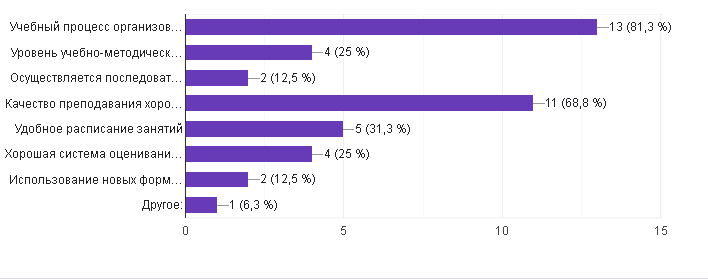 Учебный процесс организов...
13 (81,3 %)
Уровень учебно-методическ...
4 (25 %)
Осуществляется последоват...
2 (12,5 %)
Качество преподавания хоро...
11 (68,8 %)
Удобное расписание занятий
5 (31,3 %)
Хорошая система оценивани...
4 (25 %)
Использование новых форм...
2 (12,5 %)
Другое:
1 (6,3 %)
0 5 10 15